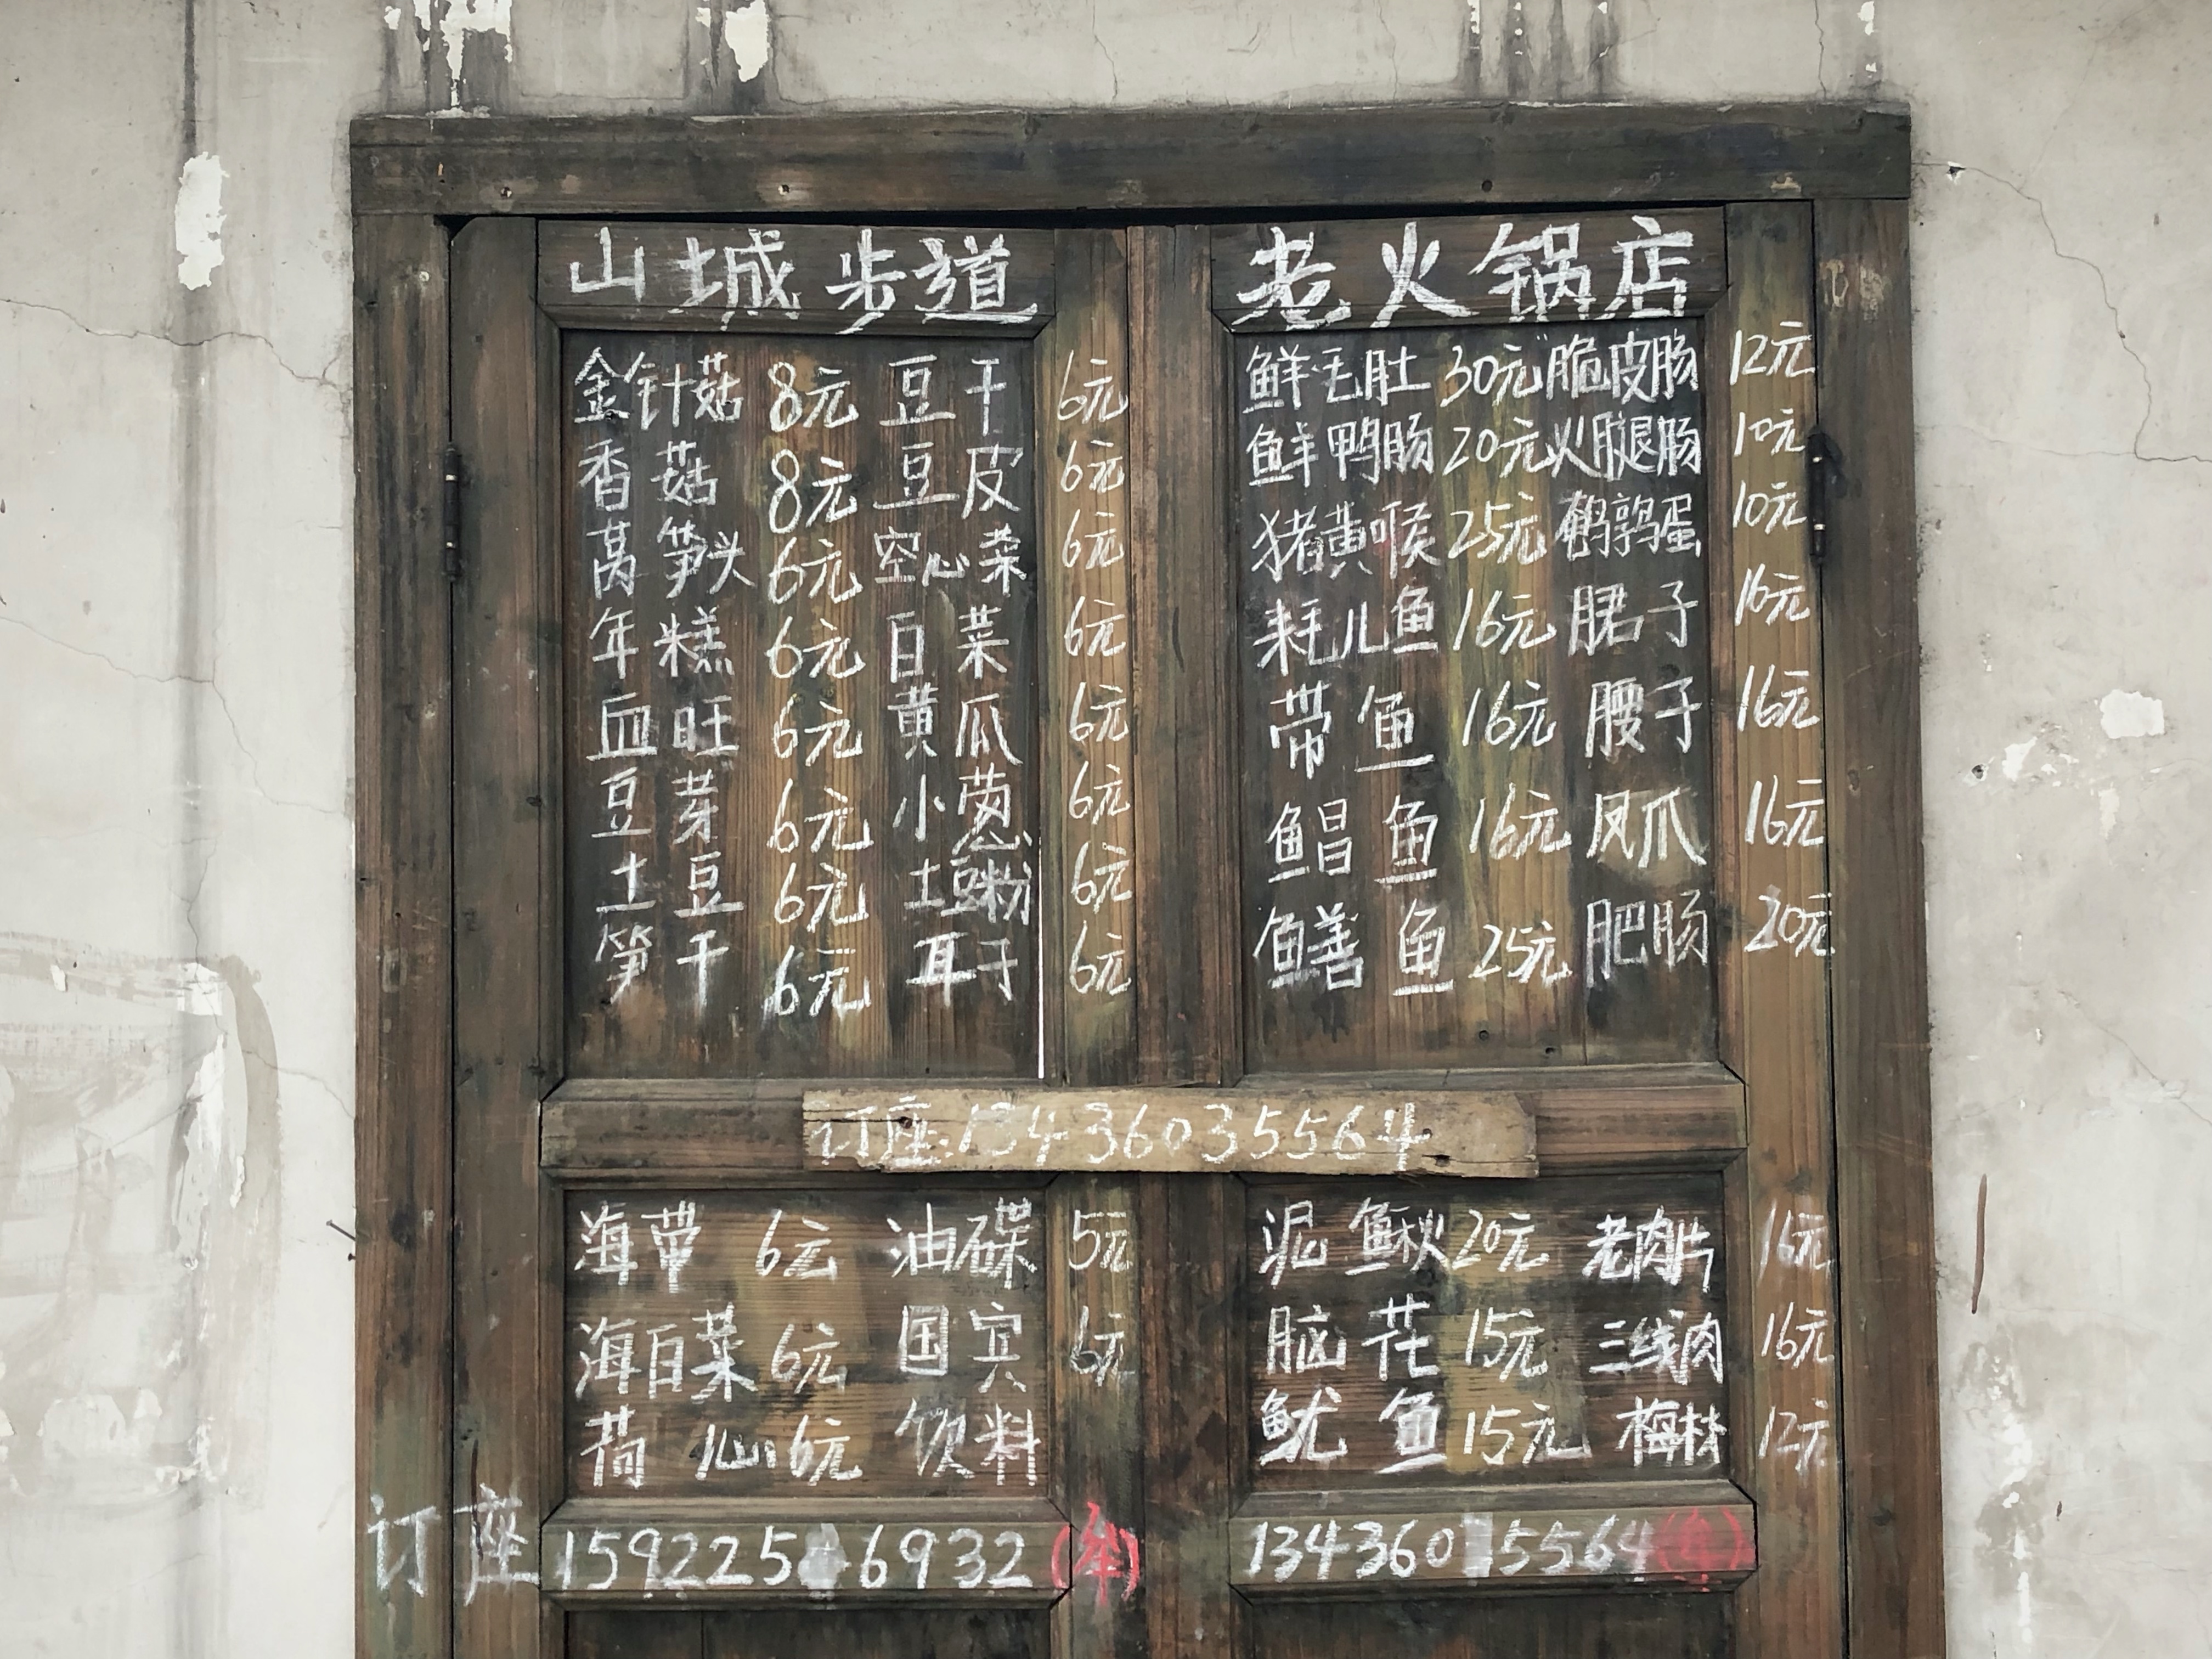 山城步道 老火锅店
金针菇 8元 豆干 6元
香菇 8元 豆皮 6元
莴笋头 6元 空心菜 6元
年糕 6元 白菜 6元
血旺 6元 黄瓜 6元
豆芽 6元 小葱 6元
土豆 6元 土豆粉 6元
笋干 6元 耳子 6元
鲜毛肚 30元 脆皮肠 12元
鲜鸭肠 20元 火腿肠 10元
猪黄喉 25元 鹌鹑蛋 10元
耗儿鱼 16元 䐃子 16元
带鱼 16元 腰子 16元
鲳鱼 16元 凤爪 16元
鳝鱼 25元 肥肠 20元
订座:13436035564
海带 6元 油碟 5元
海白菜 6元 国宾 6元
荷心 6元 饮料
泥鳅 20元 老肉片 16元
脑花 15元 三线肉 16元
鱿鱼 15元 梅林 12元
订座 159225 6932 (牟) 134360 5564 (牟)